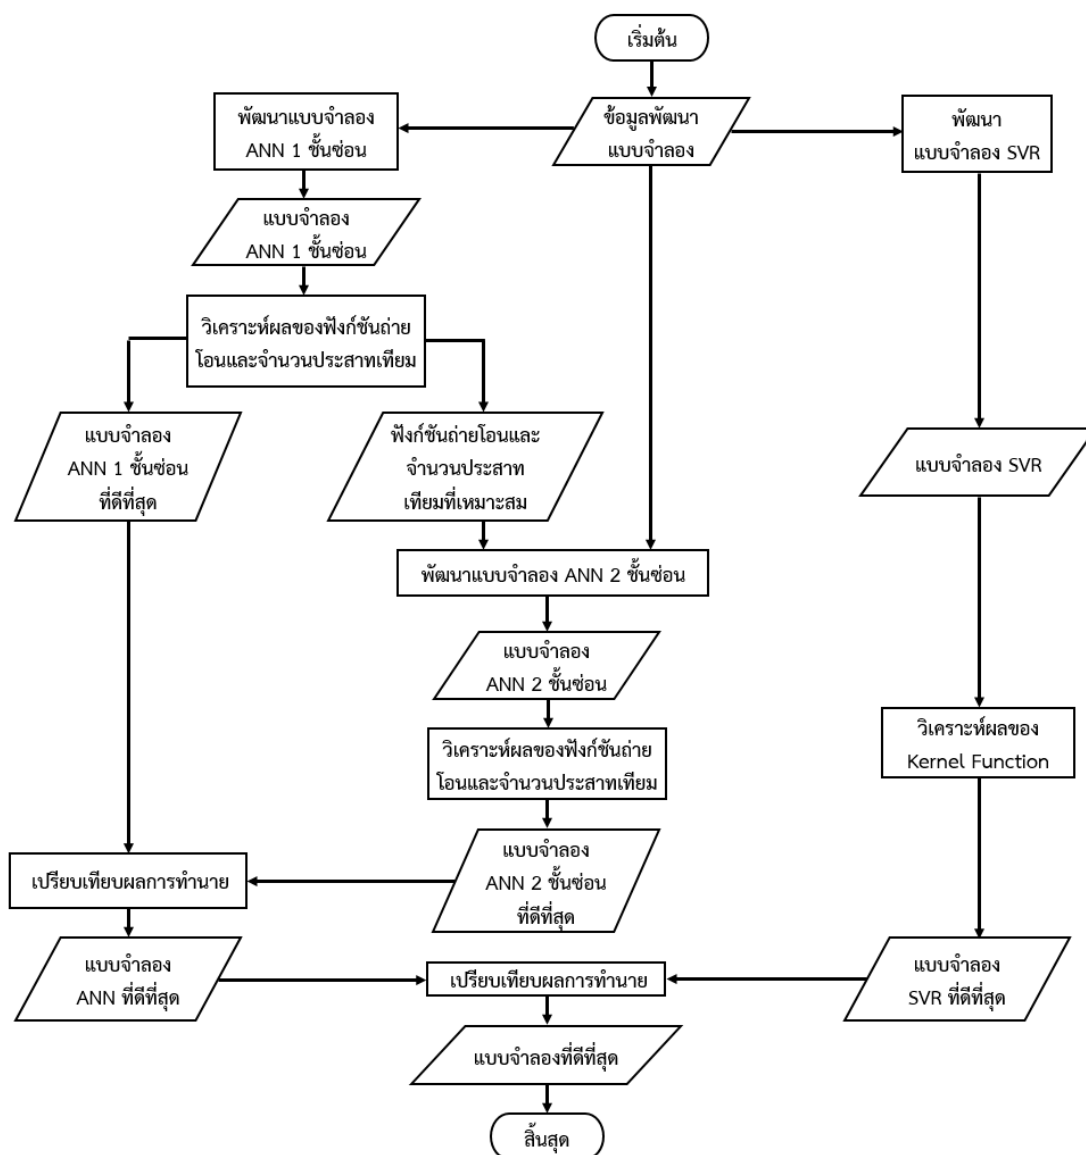 เริ่มต้น
ข้อมูลพัฒนา
แบบจำลอง
พัฒนาแบบจำลอง
ANN 1 ชั้นซ่อน
พัฒนา
แบบจำลอง SVR
แบบจำลอง
ANN 1 ชั้นซ่อน
วิเคราะห์ผลของฟังก์ชันถ่าย
โอนและจำนวนประสาทเทียม
แบบจำลอง
ANN 1 ชั้นซ่อน
ที่ดีที่สุด
ฟังก์ชันถ่ายโอนและ
จำนวนประสาท
เทียมที่เหมาะสม
แบบจำลอง SVR
พัฒนาแบบจำลอง ANN 2 ชั้นซ่อน
แบบจำลอง
ANN 2 ชั้นซ่อน
วิเคราะห์ผลของฟังก์ชันถ่าย
โอนและจำนวนประสาทเทียม
วิเคราะห์ผลของ
Kernel Function
แบบจำลอง
ANN 2 ชั้นซ่อน
ที่ดีที่สุด
เปรียบเทียบผลการทำนาย
แบบจำลอง
ANN ที่ดีที่สุด
เปรียบเทียบผลการทำนาย
แบบจำลอง
SVR ที่ดีที่สุด
แบบจำลองที่ดีที่สุด
สิ้นสุด